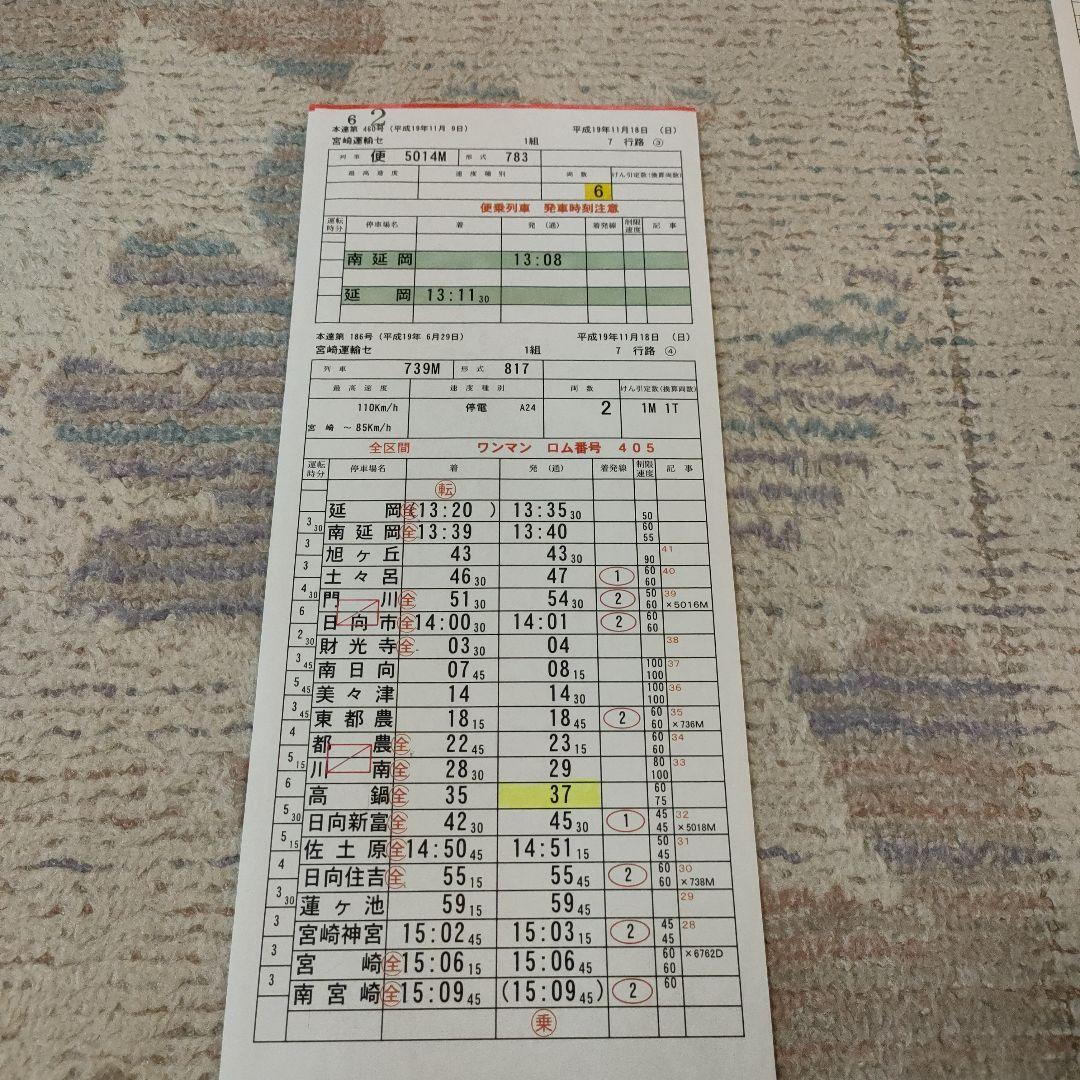 6 2
本達第 460号 (平成19年11月 9日) 平成19年11月18日 (日)
宮崎運輸セ 1組 7 行路 ③
列車 便 5014M 形式 783
最高速度 速度種別 両数 けん引定数(換算両数)
6
便乗列車 発車時刻注意
運転時分 停車場名 着 発 (通) 着発線 制限速度 記事
南延岡 13:08
延岡 13:11 30
本達第 186号 (平成19年 6月29日) 平成19年11月18日 (日)
宮崎運輸セ 1組 7 行路 ④
列車 739M 形式 817
最高速度 速度種別 両数 けん引定数(換算両数)
110Km/h 停電 A24 2 1M 1T
宮崎 ~85Km/h
全区間 ワンマン ロム番号 405
運転時分 停車場名 着 発 (通) 着発線 制限速度 記事
転
延岡 (13:20 ) 13:35 30 50
3 30
南延岡 全 13:39 13:40 60 55
3
旭ヶ丘 43 43 30 90 41
3
土々呂 46 30 47 1 60 60 40
4 30
門川 全 51 30 54 30 2 50 60 39 ×5016M
6
日向市 全 14:00 30 14:01 2 60 60
2 30
財光寺 全 03 30 04 38
3 45
南日向 07 45 08 15 100 100 37
5 45
美々津 14 14 30 100 100 36
3 45
東都農 18 15 18 45 2 60 60 35 ×736M
4
都農 全 22 45 23 15 60 60 34
5 15
川南 全 28 30 29 80 100 33
6
高鍋 全 35 37 60 75
5 30
日向新富 全 42 30 45 30 1 45 45 32 ×5018M
5 15
佐土原 全 14:50 45 14:51 15 50 45 31
4
日向住吉 全 55 15 55 45 2 60 60 30 ×738M
3 30
蓮ヶ池 59 15 59 45 29
3
宮崎神宮 15:02 45 15:03 15 2 45 45 28
3
宮崎 全 15:06 15 15:06 45 60 60 ×6762D
3
南宮崎 全 15:09 45 (15:09 45) 2 60
乗